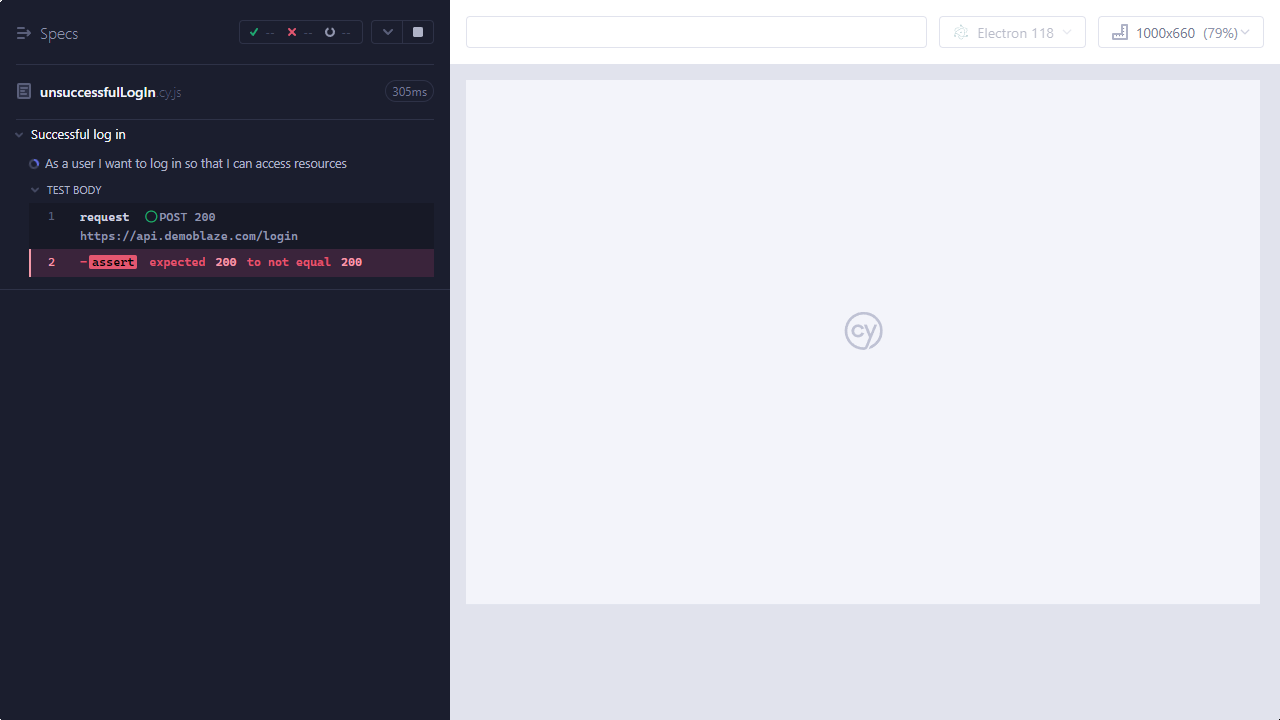 Specs -- -- --
Electron 118
1000x660 (79%)
unsuccessfulLogIn.cy.js 305ms
Successful log in
As a user I want to log in so that I can access resources
TEST BODY
1 request POST 200
https://api.demoblaze.com/login
2 -assert expected 200 to not equal 200
cy